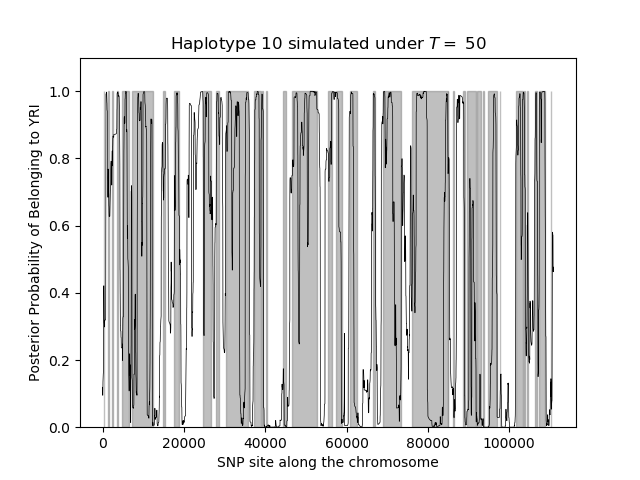 Haplotype 10 simulated under T = 50
Posterior Probability of Belonging to YRI
1.0
0.8
0.6
0.4
0.2
0.0
0 20000 40000 60000 80000 100000
SNP site along the chromosome